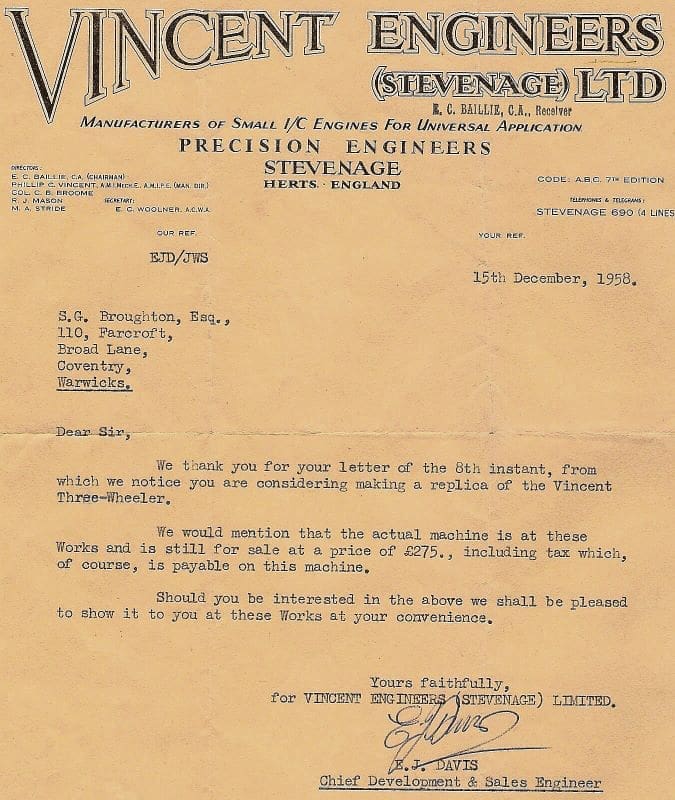 VINCENT ENGINEERS
(STEVENAGE) LTD
E. C. BAILLIE, C.A., Receiver
MANUFACTURERS OF SMALL I/C ENGINES FOR UNIVERSAL APPLICATION
PRECISION ENGINEERS
STEVENAGE
HERTS · ENGLAND
DIRECTORS:
E. C. BAILLIE, C.A. (CHAIRMAN)
PHILLIP C. VINCENT, A.M.I.MECH.E., A.M.I.P.E. (MAN. DIR.)
COL. C. B. BROOME
R. J. MASON
M. A. STRIDE
SECRETARY:
E. C. WOOLNER, A.C.W.A.
CODE: A.B.C. 7TH EDITION
TELEPHONES & TELEGRAMS:
STEVENAGE 690 (4 LINES
OUR REF.
YOUR REF.
EJD/JWS
15th December, 1958.
S.G. Broughton, Esq.,
110, Farcroft,
Broad Lane,
Coventry,
Warwicks.
Dear Sir,
We thank you for your letter of the 8th instant, from
which we notice you are considering making a replica of the Vincent
Three-Wheeler.
We would mention that the actual machine is at these
Works and is still for sale at a price of £275., including tax which,
of course, is payable on this machine.
Should you be interested in the above we shall be pleased
to show it to you at these Works at your convenience.
Yours faithfully,
for VINCENT ENGINEERS (STEVENAGE) LIMITED.
E J Davis
E.J. DAVIS
Chief Development & Sales Engineer